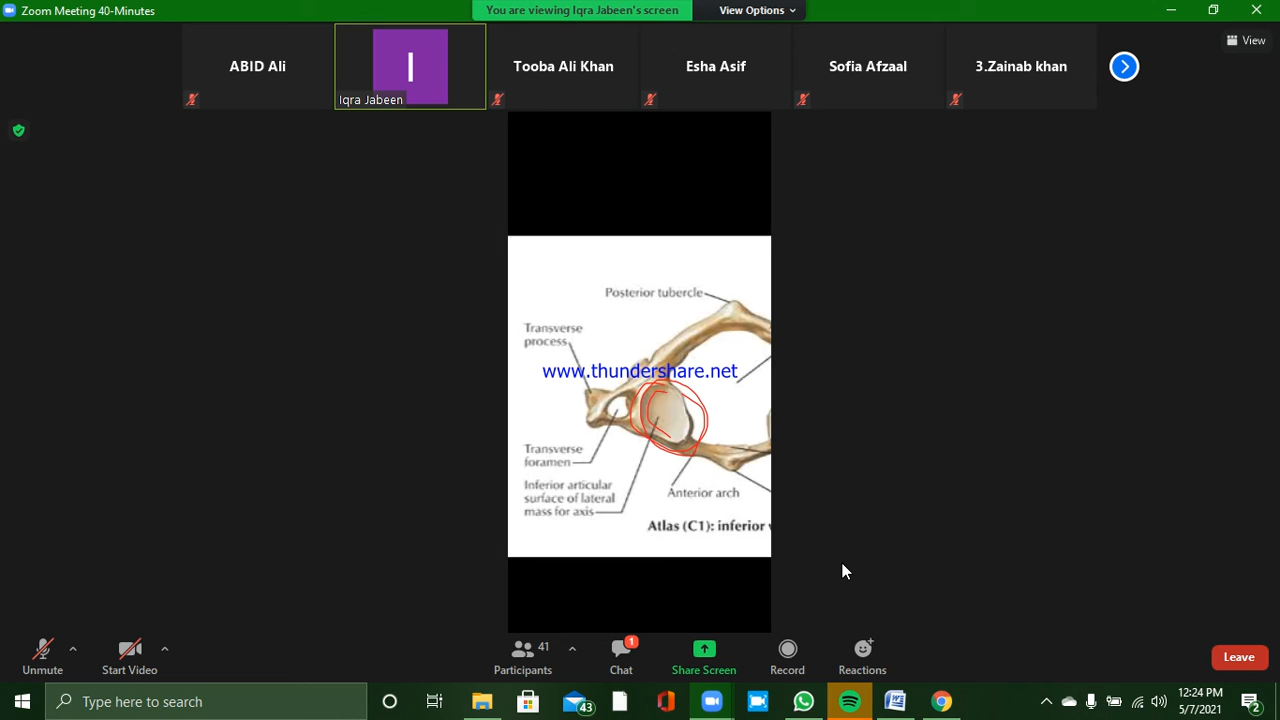 Zoom Meeting 40-Minutes
You are viewing Iqra Jabeen's screen
View Options
View
ABID Ali
I
Iqra Jabeen
Tooba Ali Khan
Esha Asif
Sofia Afzaal
3.Zainab khan
Posterior tubercle
Transverse
process
www.thundershare.net
Transverse
foramen
Inferior articular
surface of lateral
mass for axis
Anterior arch
Atlas (C1): inferior v
Unmute
Start Video
41
Participants
1
Chat
Share Screen
Record
Reactions
Leave
Type here to search
43
12:24 PM
5/7/2021
2